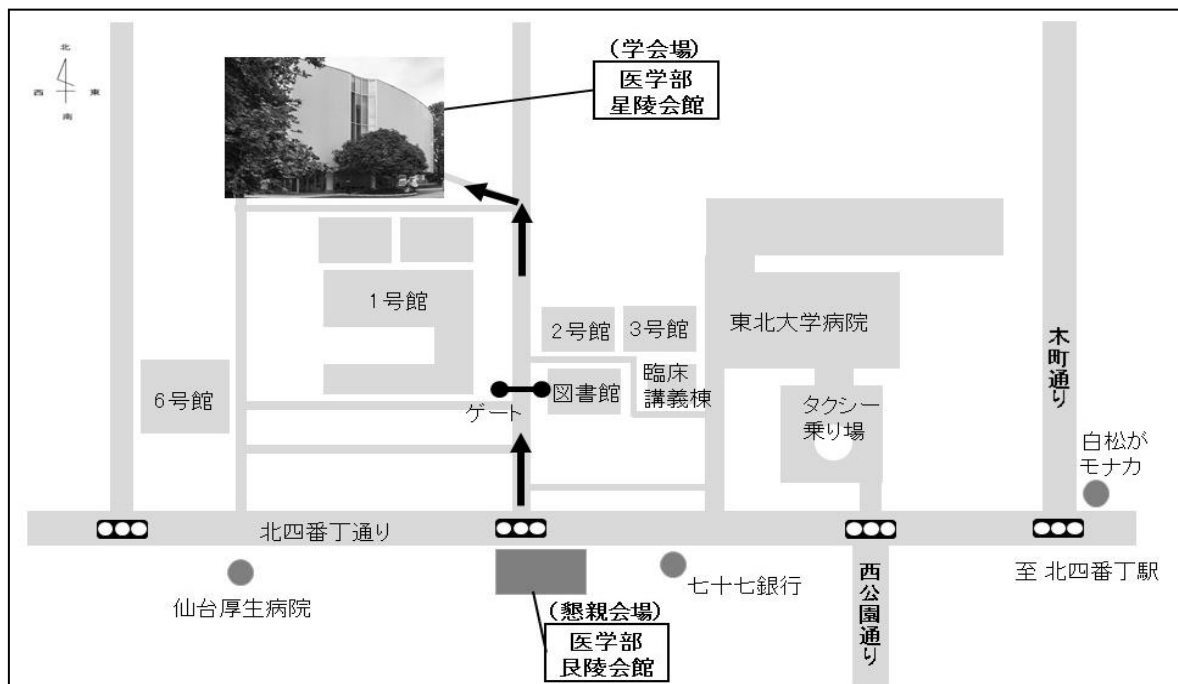 北
西 東
南
（学会場）
医学部
星陵会館
1号館
2号館
3号館
東北大学病院
木町通り
6号館
ゲート
図書館
臨床
講義棟
タクシー
乗り場
白松が
モナカ
北四番丁通り
仙台厚生病院
七十七銀行
西公園通り
至 北四番丁駅
（懇親会場）
医学部
艮陵会館